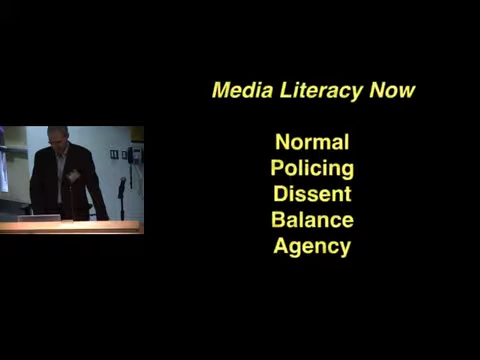 Media Literacy Now
Normal
Policing
Dissent
Balance
Agency